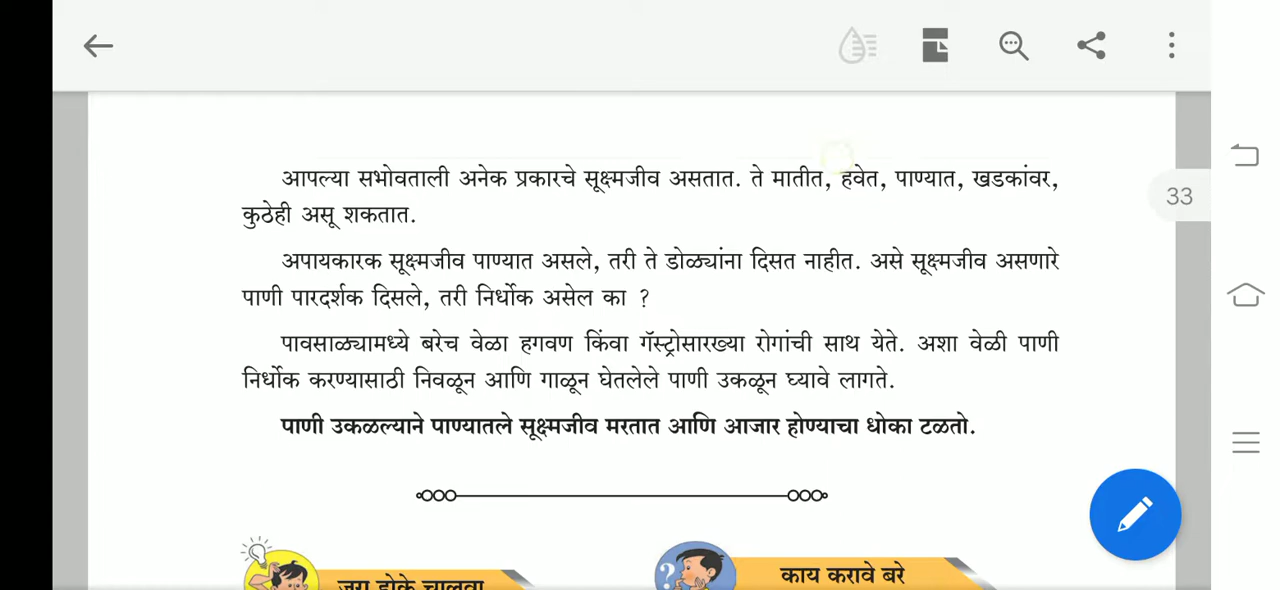 33
आपल्या सभोवताली अनेक प्रकारचे सूक्ष्मजीव असतात. ते मातीत, हवेत, पाण्यात, खडकांवर,
कुठेही असू शकतात.
अपायकारक सूक्ष्मजीव पाण्यात असले, तरी ते डोळ्यांना दिसत नाहीत. असे सूक्ष्मजीव असणारे
पाणी पारदर्शक दिसले, तरी निर्धोक असेल का ?
पावसाळ्यामध्ये बरेच वेळा हगवण किंवा गॅस्ट्रोसारख्या रोगांची साथ येते. अशा वेळी पाणी
निर्धोक करण्यासाठी निवळून आणि गाळून घेतलेले पाणी उकळून घ्यावे लागते.
पाणी उकळल्याने पाण्यातले सूक्ष्मजीव मरतात आणि आजार होण्याचा धोका टळतो.
जरा डोके चालवा
काय करावे बरे